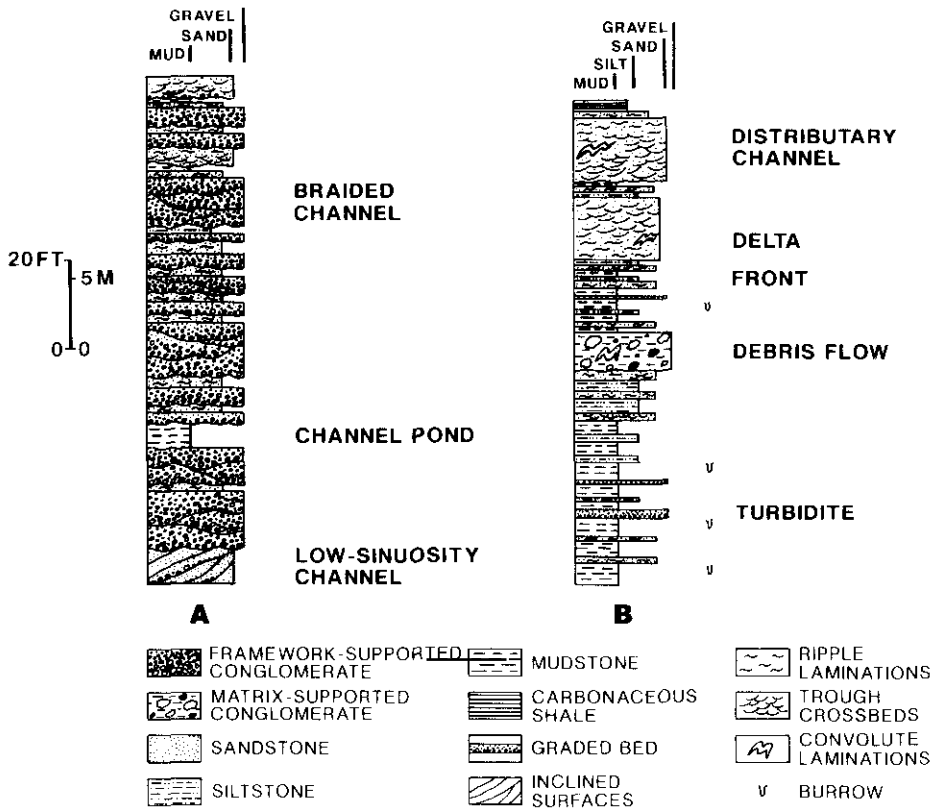 GRAVEL
SAND
MUD
GRAVEL
SAND
SILT
MUD
20 FT
5 M
0 0
BRAIDED
CHANNEL
CHANNEL POND
LOW-SINUOSITY
CHANNEL
A
DISTRIBUTARY
CHANNEL
DELTA
FRONT
DEBRIS FLOW
TURBIDITE
B
FRAMEWORK-SUPPORTED
CONGLOMERATE
MATRIX-SUPPORTED
CONGLOMERATE
SANDSTONE
SILTSTONE
MUDSTONE
CARBONACEOUS
SHALE
GRADED BED
INCLINED
SURFACES
RIPPLE
LAMINATIONS
TROUGH
CROSSBEDS
CONVOLUTE
LAMINATIONS
BURROW